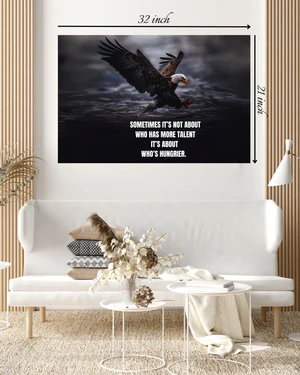 32 inch
21 inch
SOMETIMES IT'S NOT ABOUT
WHO HAS MORE TALENT
IT'S ABOUT
WHO'S HUNGRIER.